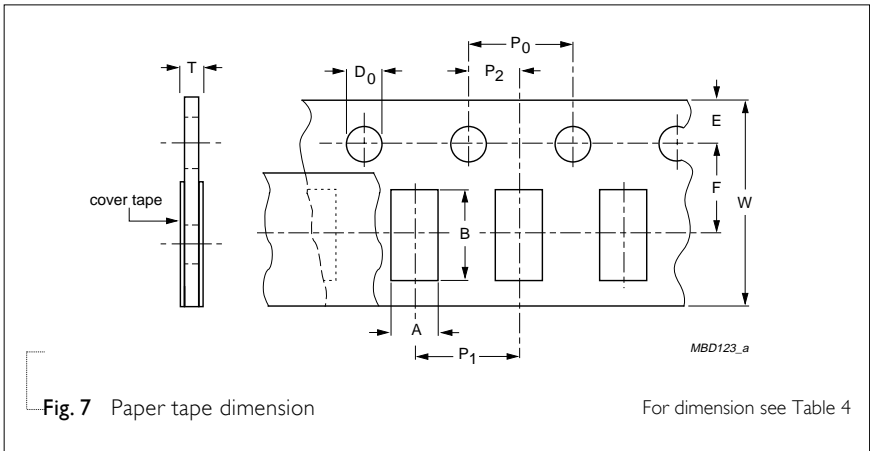 P0
T
D0
P2
E
cover tape
F
W
B
A
P1
MBD123_a
Fig. 7 Paper tape dimension
For dimension see Table 4